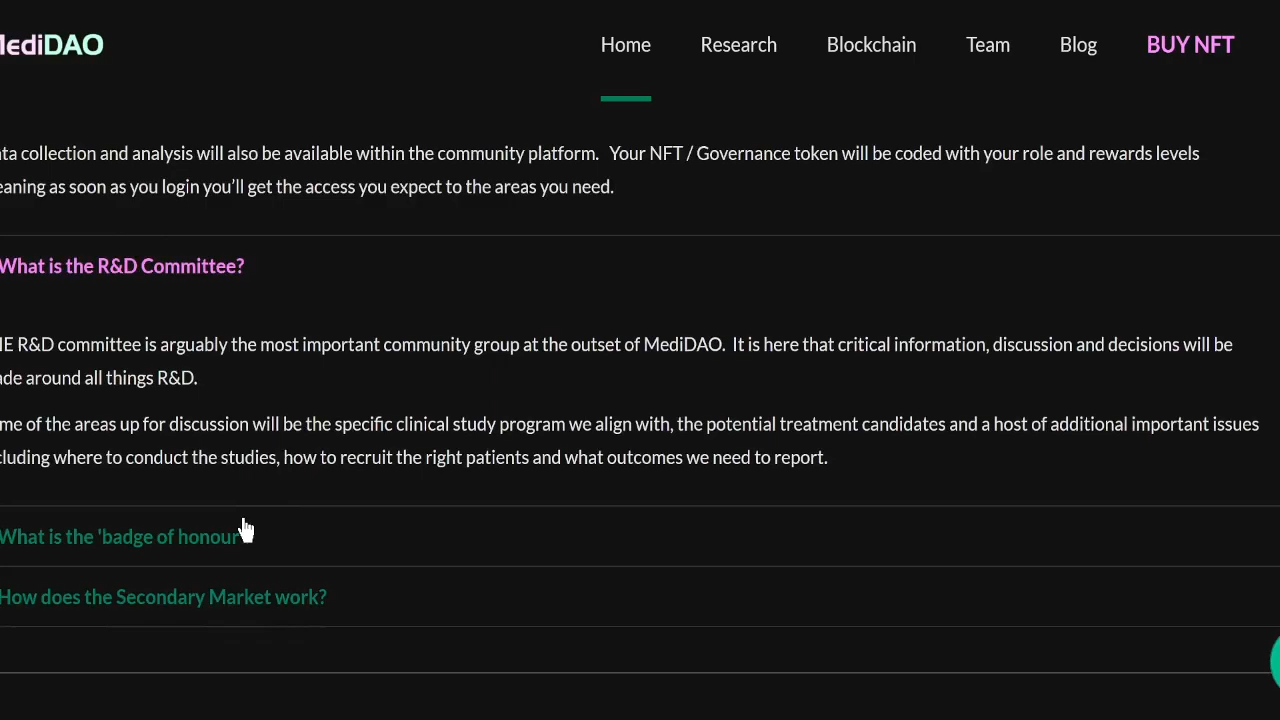 MediDAO
Home
Research
Blockchain
Team
Blog
BUY NFT
collection and analysis will also be available within the community platform. Your NFT / Governance token will be coded with your role and rewards levels
as soon as you login you’ll get the access you expect to the areas you need.
What is the R&D Committee?
R&D committee is arguably the most important community group at the outset of MediDAO. It is here that critical information, discussion and decisions will be
around all things R&D.
of the areas up for discussion will be the specific clinical study program we align with, the potential treatment candidates and a host of additional important issues
where to conduct the studies, how to recruit the right patients and what outcomes we need to report.
What is the 'badge of honour
How does the Secondary Market work?